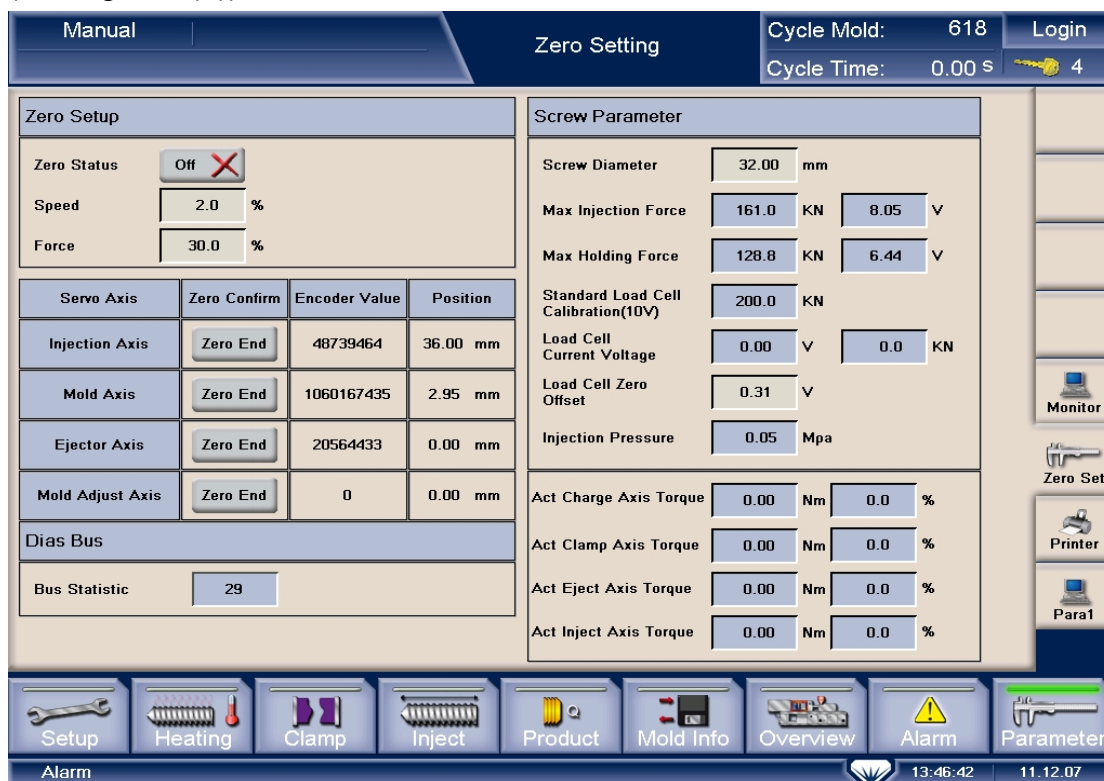 Manual
Zero Setting
Cycle Mold: 618
Cycle Time: 0.00 S
Login
4
Zero Setup
Zero Status Off
Speed 2.0 %
Force 30.0 %
Servo Axis Zero Confirm Encoder Value Position
Injection Axis Zero End 48739464 36.00 mm
Mold Axis Zero End 1060167435 2.95 mm
Ejector Axis Zero End 20564433 0.00 mm
Mold Adjust Axis Zero End 0 0.00 mm
Dias Bus
Bus Statistic 29
Screw Parameter
Screw Diameter 32.00 mm
Max Injection Force 161.0 KN 8.05 V
Max Holding Force 128.8 KN 6.44 V
Standard Load Cell
Calibration(10V) 200.0 KN
Load Cell
Current Voltage 0.00 V 0.0 KN
Load Cell Zero
Offset 0.31 V
Injection Pressure 0.05 Mpa
Act Charge Axis Torque 0.00 Nm 0.0 %
Act Clamp Axis Torque 0.00 Nm 0.0 %
Act Eject Axis Torque 0.00 Nm 0.0 %
Act Inject Axis Torque 0.00 Nm 0.0 %
Monitor
Zero Set
Printer
Para1
Setup Heating Clamp Inject Product Mold Info Overview Alarm Parameter
Alarm 13:46:42 11.12.07